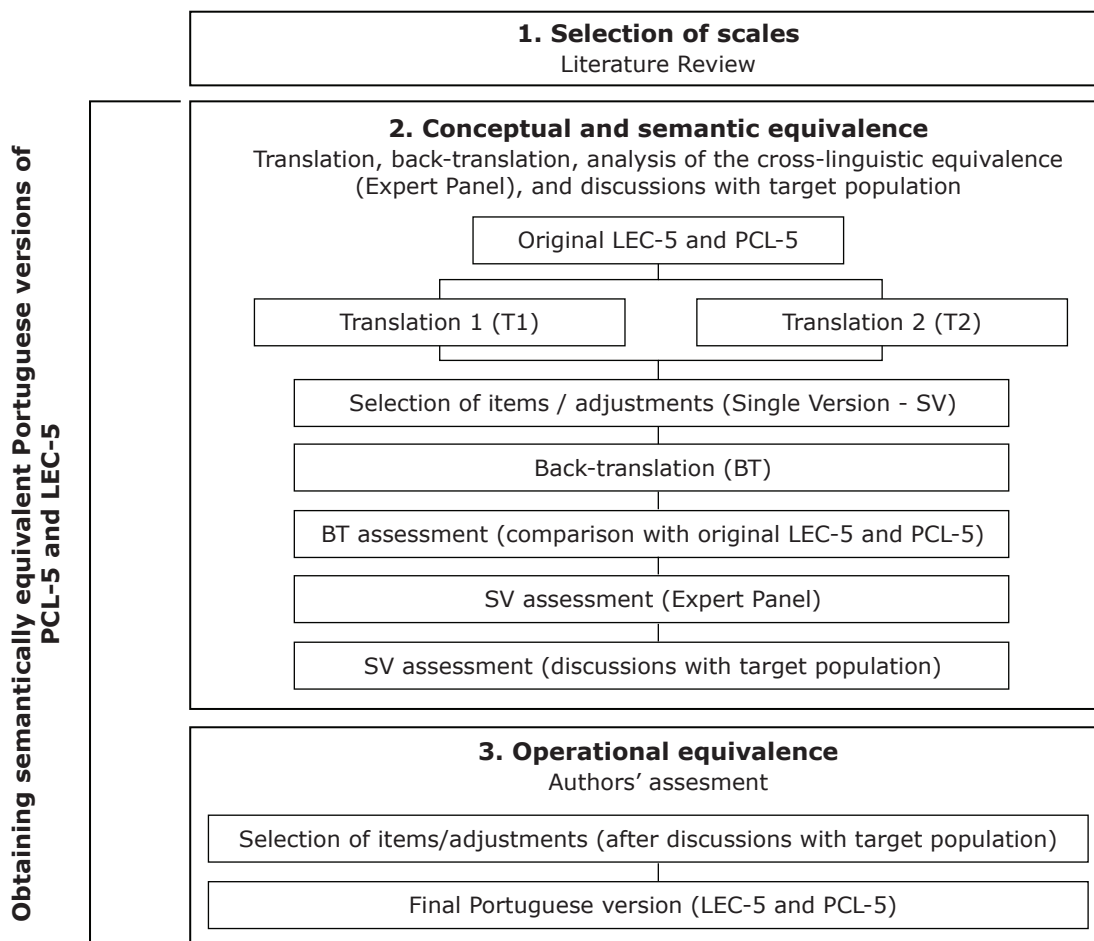 1. Selection of scales
Literature Review
Obtaining semantically equivalent Portuguese versions of
PCL-5 and LEC-5
2. Conceptual and semantic equivalence
Translation, back-translation, analysis of the cross-linguistic equivalence
(Expert Panel), and discussions with target population
Original LEC-5 and PCL-5
Translation 1 (T1)
Translation 2 (T2)
Selection of items / adjustments (Single Version - SV)
Back-translation (BT)
BT assessment (comparison with original LEC-5 and PCL-5)
SV assessment (Expert Panel)
SV assessment (discussions with target population)
3. Operational equivalence
Authors’ assesment
Selection of items/adjustments (after discussions with target population)
Final Portuguese version (LEC-5 and PCL-5)